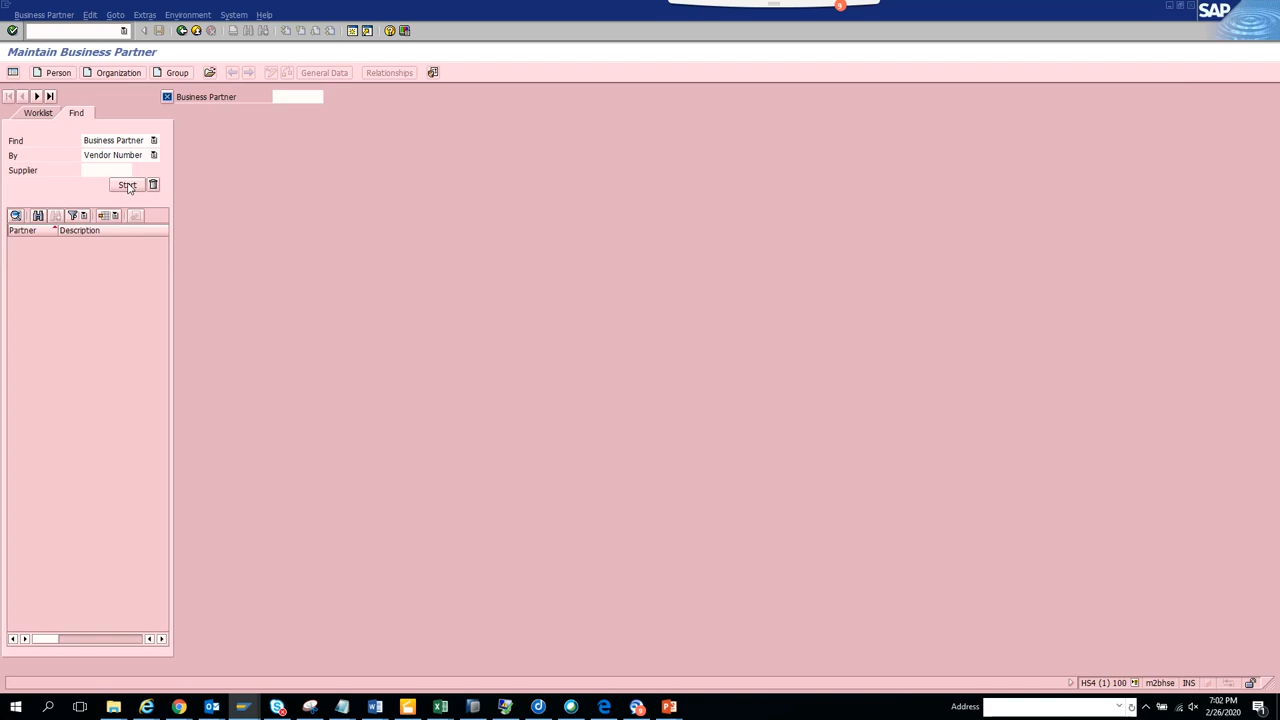 Business Partner Edit Goto Extras Environment System Help
SAP
Maintain Business Partner
Person Organization Group General Data Relationships
Business Partner
Worklist Find
Find Business Partner
By Vendor Number
Supplier
Start
Partner Description
HS4 (1) 100 m2bhse INS
Address
7:02 PM
2/26/2020